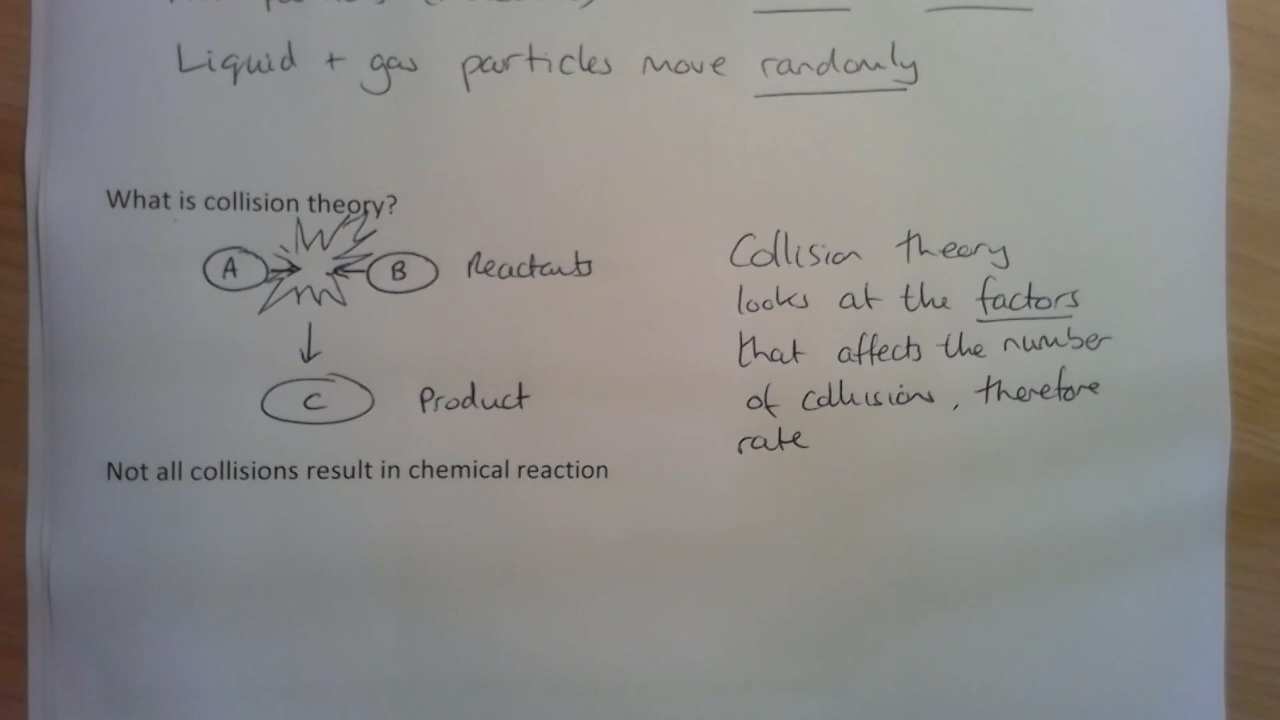 Liquid + gas particles move randomly
What is collision theory?
A B Reactants
C Product
Collision theory
looks at the factors
that affects the number
of collisions, therefore
rate
Not all collisions result in chemical reaction